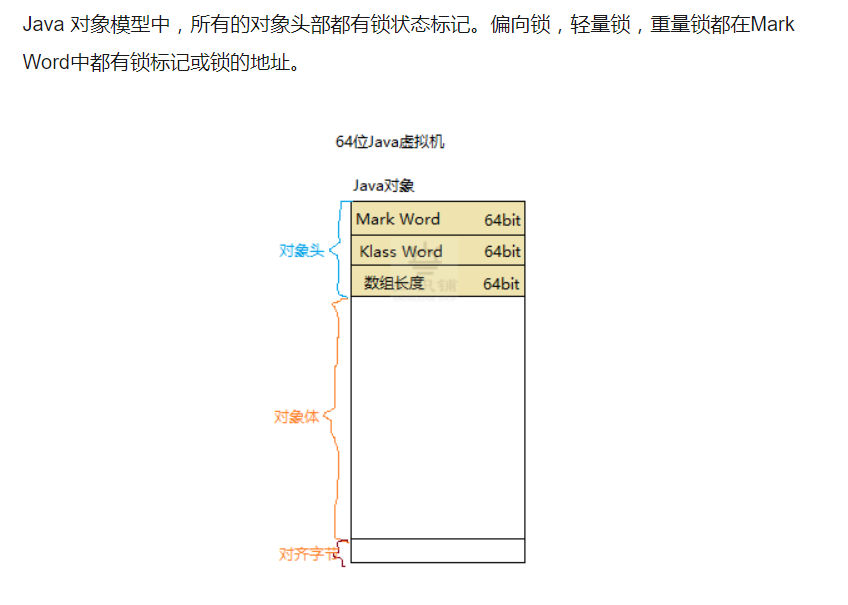 Java 对象模型中，所有的对象头部都有锁状态标记。偏向锁，轻量锁，重量锁都在Mark
Word中都有锁标记或锁的地址。
64位Java虚拟机
Java对象
Mark Word 64bit
对象头 Klass Word 64bit
数组长度 64bit
对象体
对齐字节